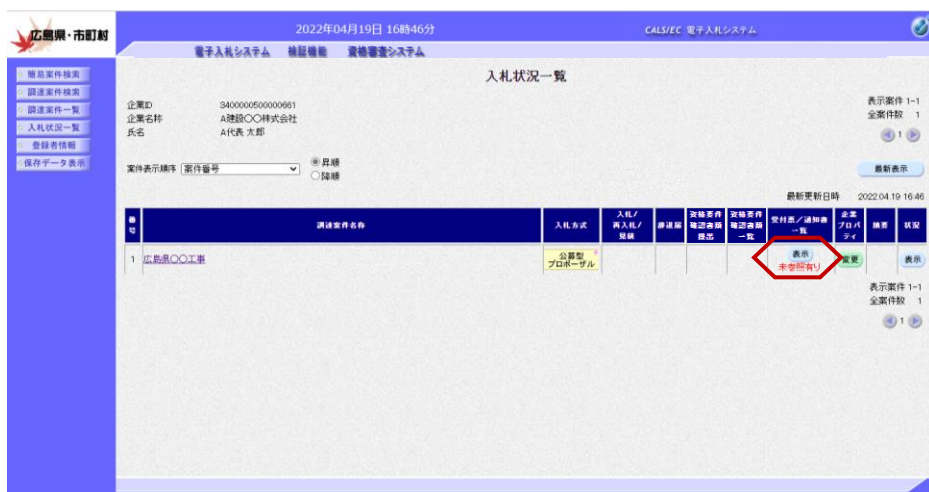 広島県・市町村
2022年04月19日 16時46分
CALS/EC 電子入札システム
電子入札システム 検証機能 資格審査システム
簡易案件検索
調達案件検索
調達案件一覧
入札状況一覧
登録者情報
保存データ表示
入札状況一覧
企業ID 3400000500000661
企業名称 A建設〇〇株式会社
氏名 A代表 太郎
表示案件 1-1
全案件数 1
1
案件表示順序 案件番号
昇順
降順
最新表示
最新更新日時 2022.04.19 16:46
番号 調達案件名称 入札方式 入札/再入札/見積 辞退届 資格要件確認書類提出 資格要件確認書類一覧 受付票/通知書一覧 企業プロパティ 摘要 状況
1 広島県〇〇工事 公募型プロポーザル 表示 未参照有り 変更 表示
表示案件 1-1
全案件数 1
1